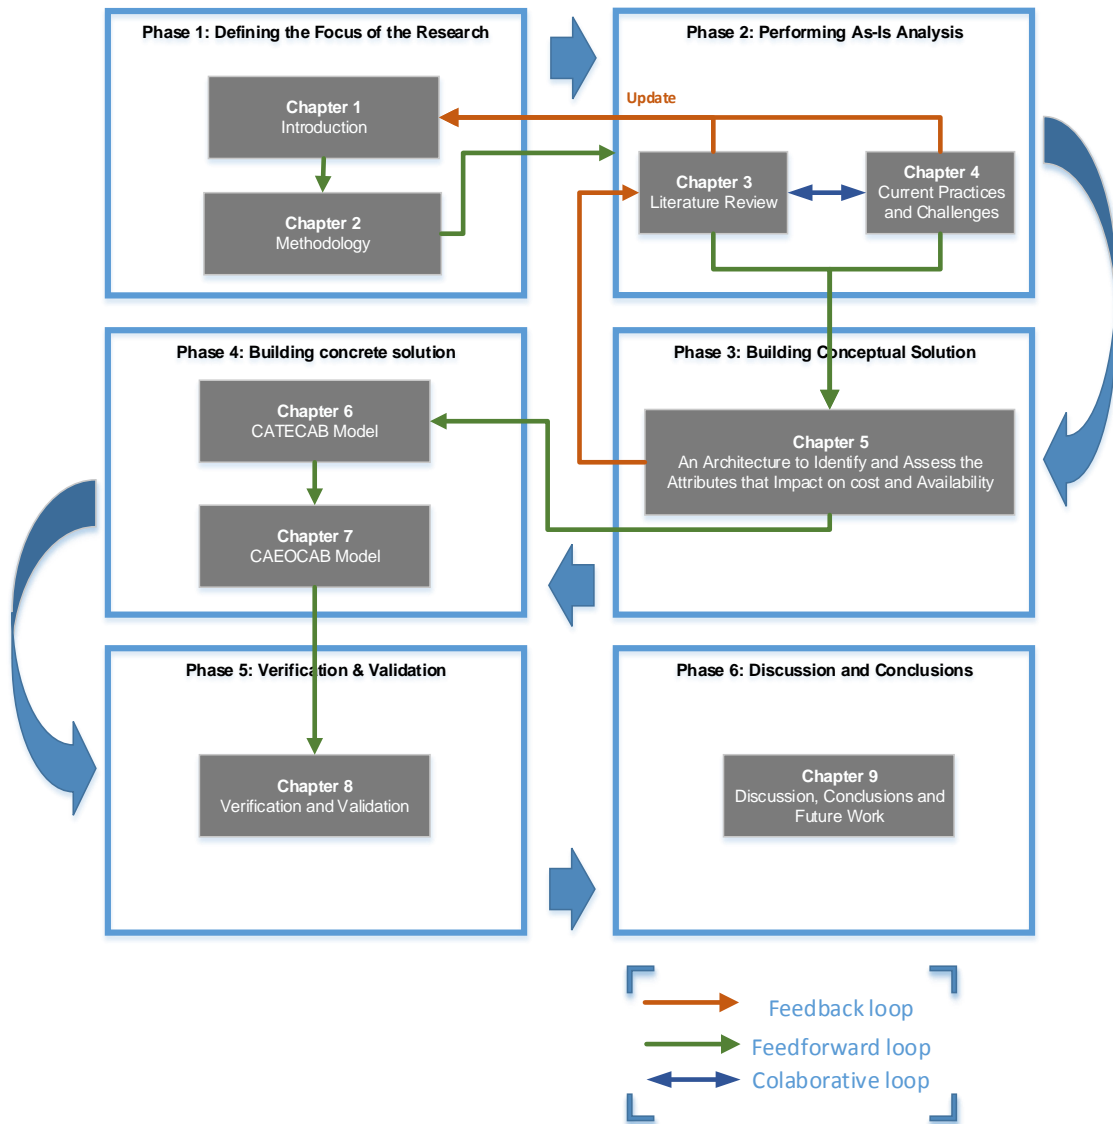 Phase 1: Defining the Focus of the Research
Chapter 1
Introduction
Chapter 2
Methodology
Phase 2: Performing As-Is Analysis
Update
Chapter 3
Literature Review
Chapter 4
Current Practices
and Challenges
Phase 4: Building concrete solution
Chapter 6
CATECAB Model
Chapter 7
CAEOCAB Model
Phase 3: Building Conceptual Solution
Chapter 5
An Architecture to Identify and Assess the
Attributes that Impact on cost and Availability
Phase 5: Verification & Validation
Chapter 8
Verification and Validation
Phase 6: Discussion and Conclusions
Chapter 9
Discussion, Conclusions and
Future Work
Feedback loop
Feedforward loop
Colaborative loop